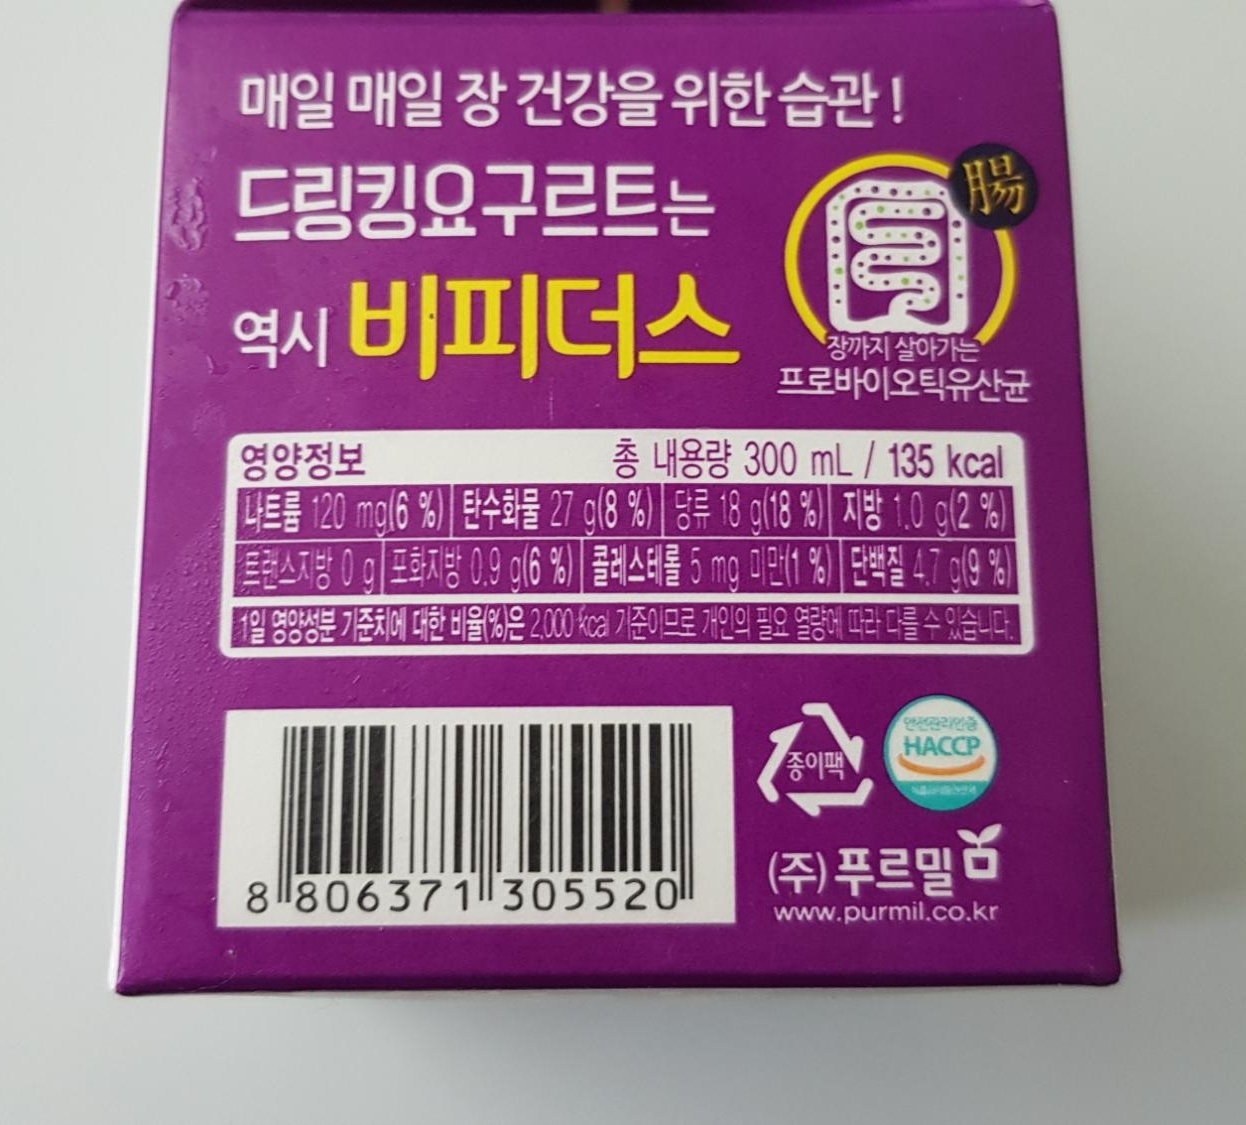 매일 매일 장 건강을 위한 습관 !
드링킹요구르트는
역시 비피더스
腸
장까지 살아가는
프로바이오틱유산균
영양정보 총 내용량 300 mL / 135 kcal
나트륨 120 mg(6 %) 탄수화물 27 g(8 %) 당류 18 g(18 %) 지방 1.0 g(2 %)
트랜스지방 0 g 포화지방 0.9 g(6 %) 콜레스테롤 5 mg 미만(1 %) 단백질 4.7 g(9 %)
1일 영양성분 기준치에 대한 비율(%)은 2,000 kcal 기준이므로 개인의 필요 열량에 따라 다를 수 있습니다.
8 806371 305520
종이팩
안전관리인증
HACCP
(주) 푸르밀
www.purmil.co.kr